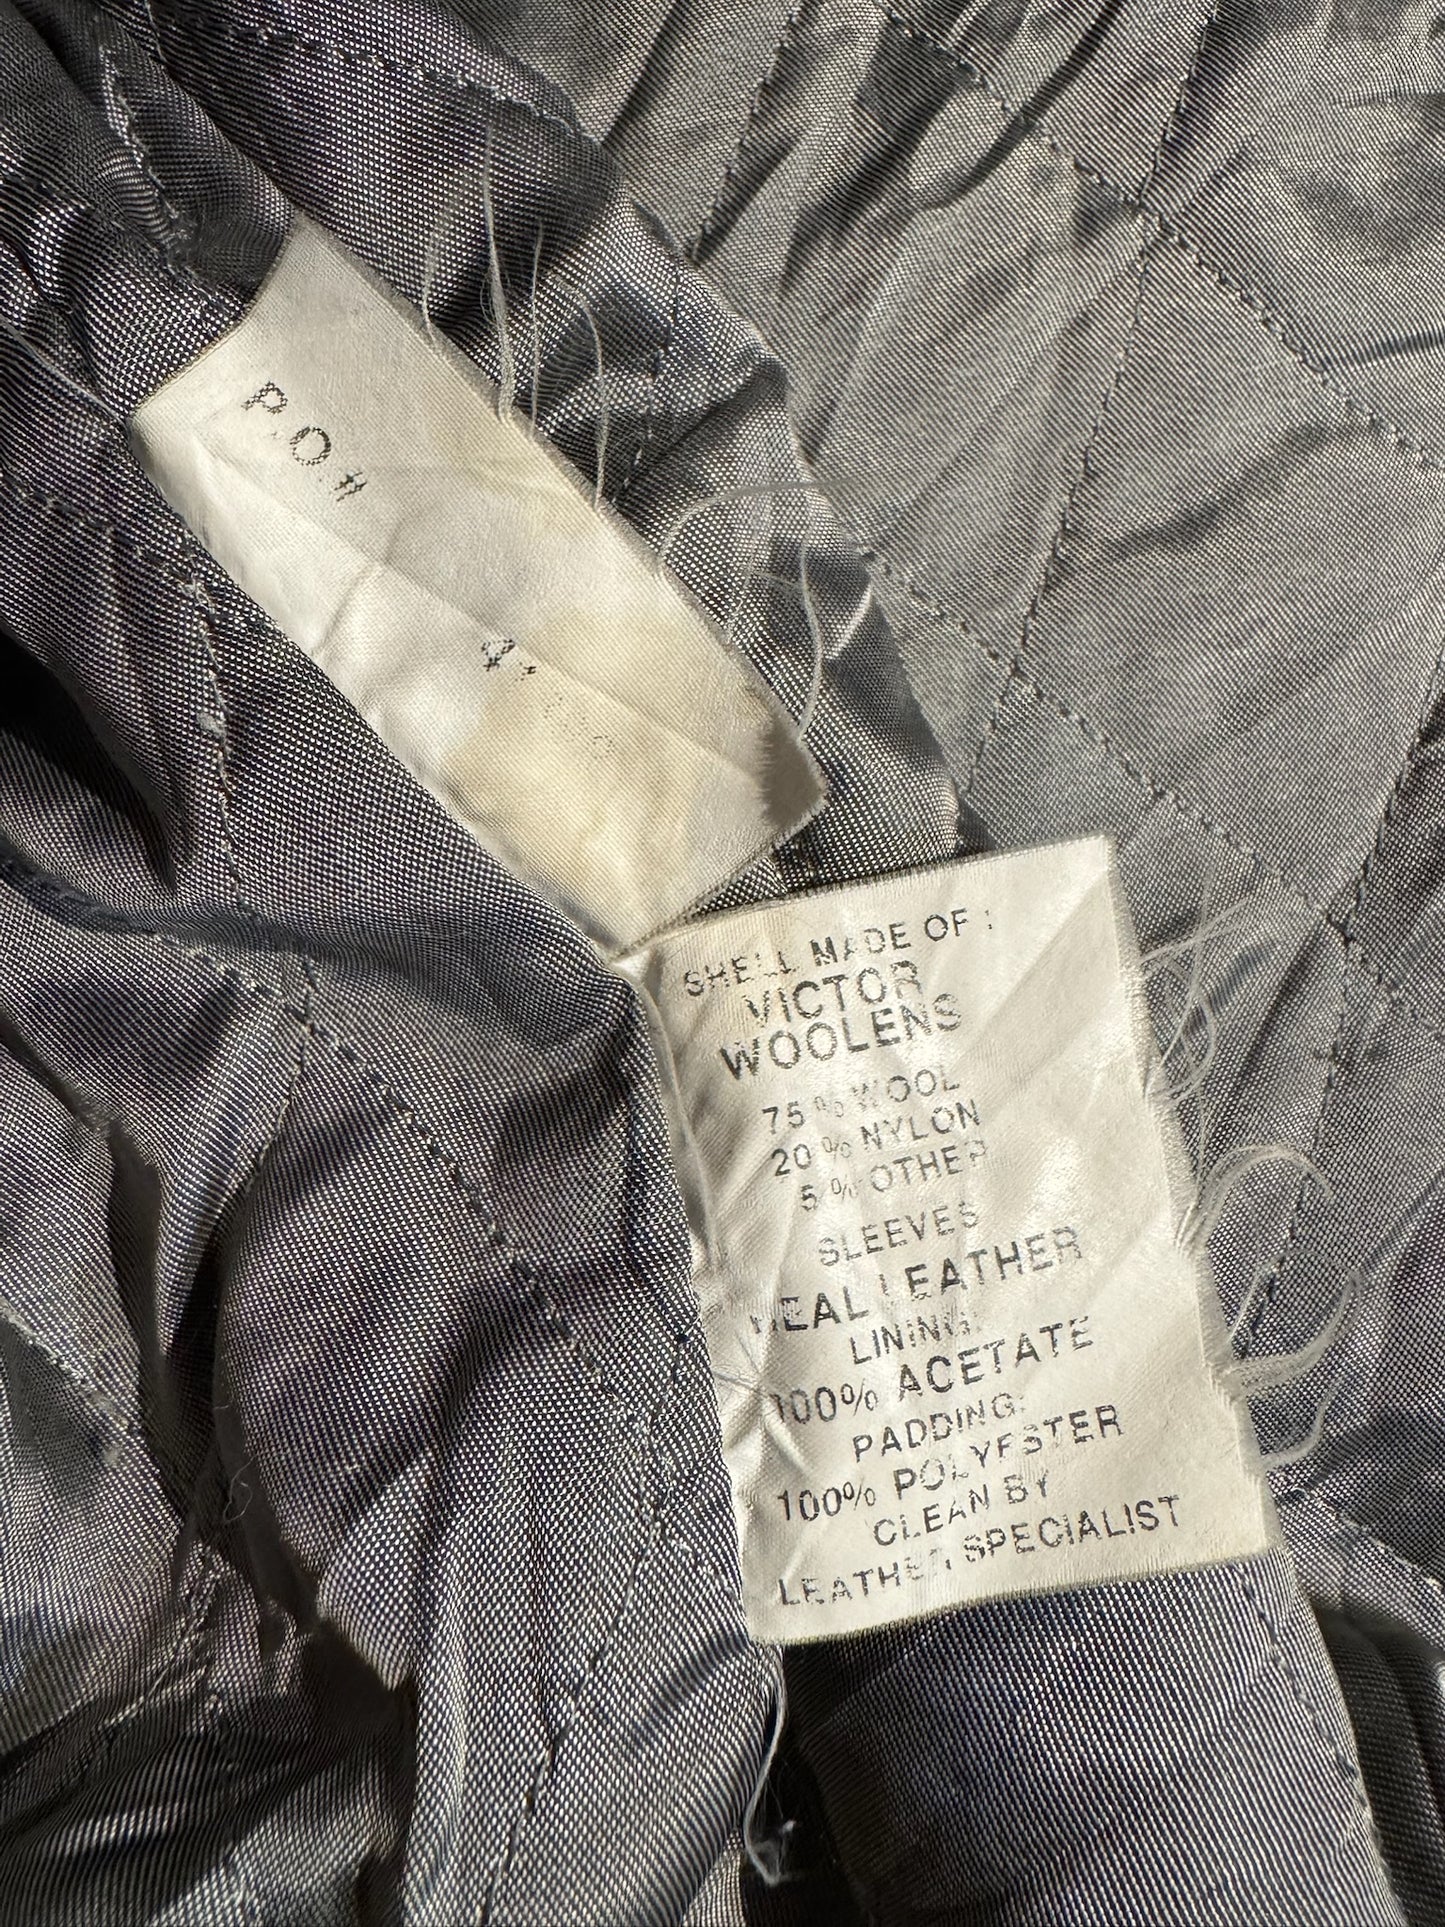 P.O.#
SHELL MADE OF :
VICTOR
WOOLENS
75% WOOL
20% NYLON
5% OTHER
SLEEVES
REAL LEATHER
LINING:
100% ACETATE
PADDING:
100% POLYESTER
CLEAN BY
LEATHER SPECIALIST